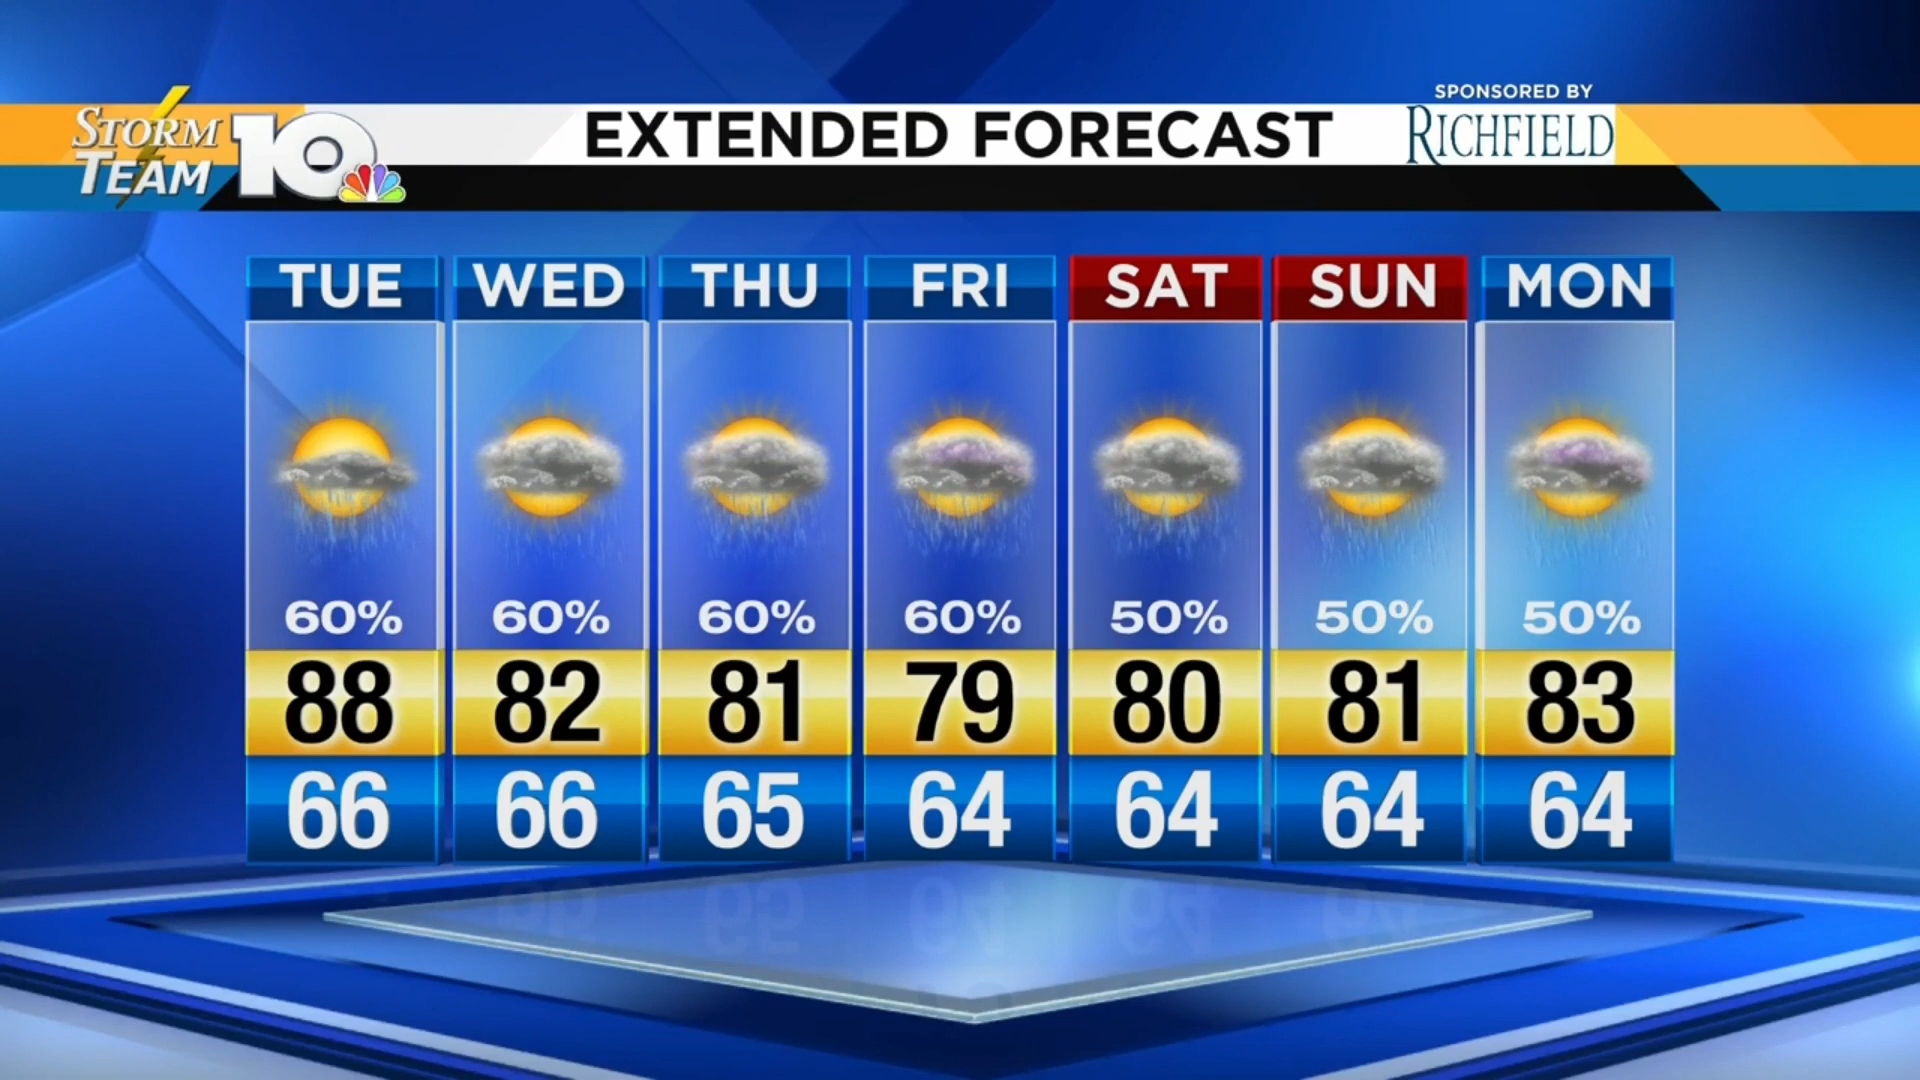 SPONSORED BY
STORM TEAM 10
EXTENDED FORECAST
RICHFIELD
TUE WED THU FRI SAT SUN MON
60% 60% 60% 60% 50% 50% 50%
88 82 81 79 80 81 83
66 66 65 64 64 64 64